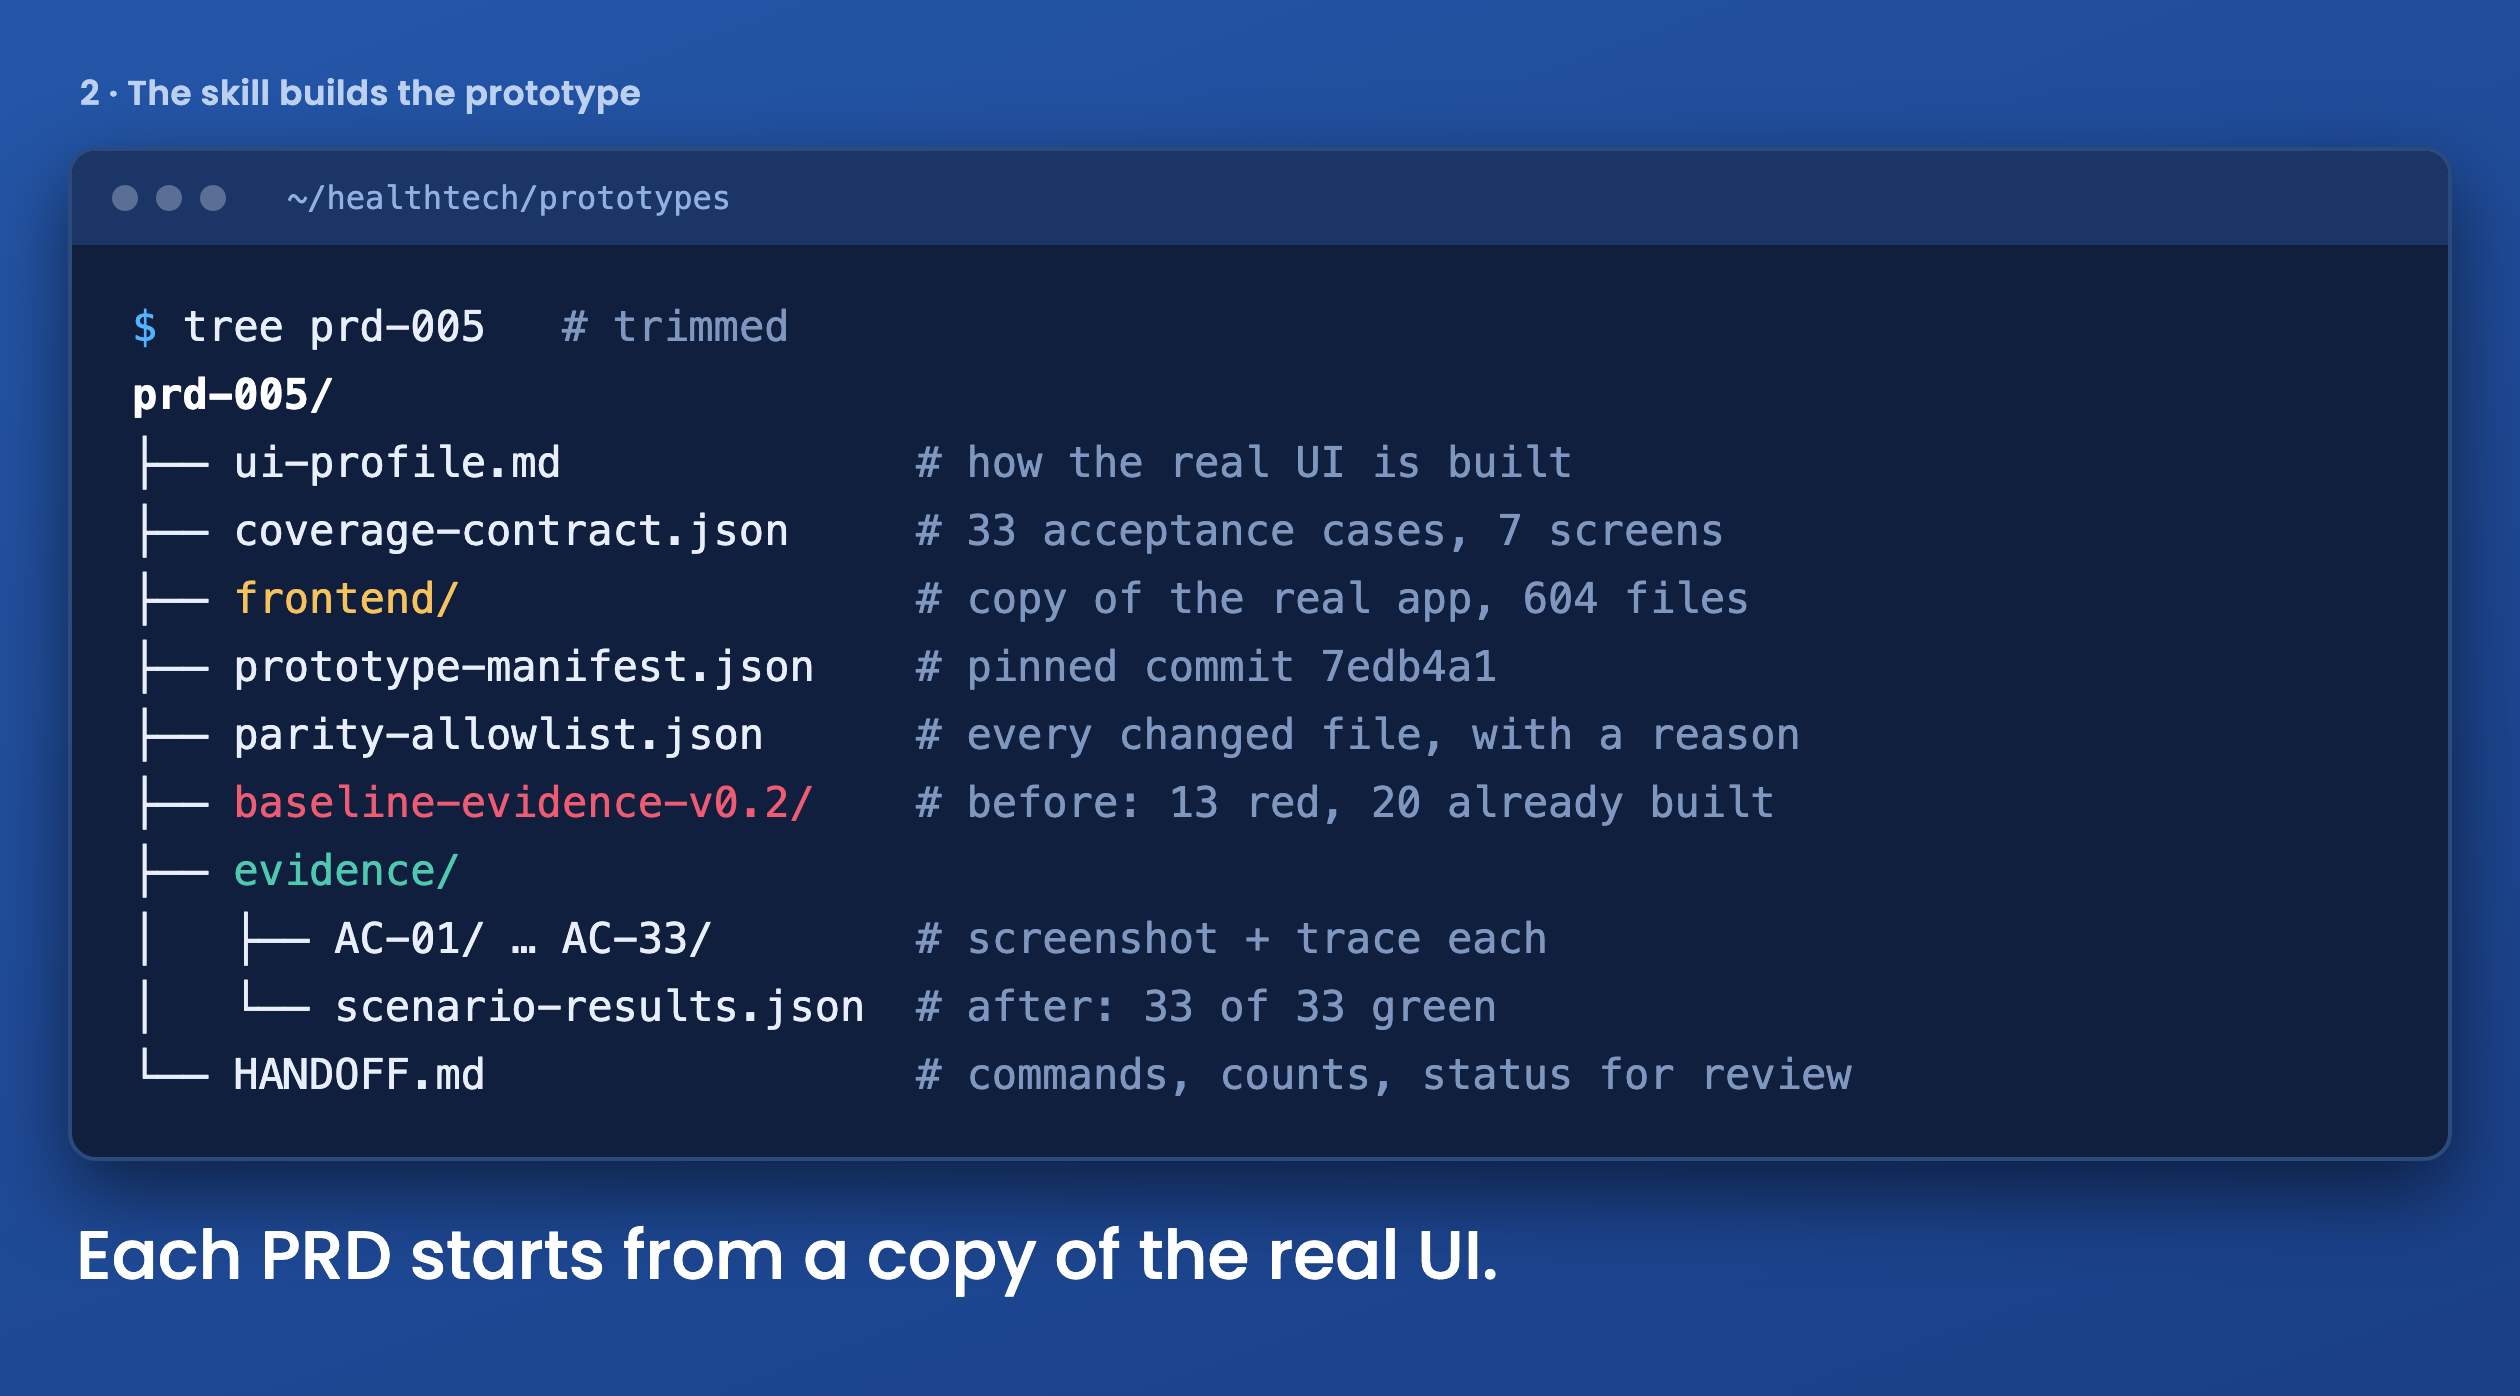 2 · The skill builds the prototype
~/healthtech/prototypes
$ tree prd-005   # trimmed
prd-005/
├── ui-profile.md              # how the real UI is built
├── coverage-contract.json     # 33 acceptance cases, 7 screens
├── frontend/                  # copy of the real app, 604 files
├── prototype-manifest.json    # pinned commit 7edb4a1
├── parity-allowlist.json      # every changed file, with a reason
├── baseline-evidence-v0.2/    # before: 13 red, 20 already built
├── evidence/
│   ├── AC-01/ … AC-33/        # screenshot + trace each
│   └── scenario-results.json  # after: 33 of 33 green
└── HANDOFF.md                 # commands, counts, status for review
Each PRD starts from a copy of the real UI.